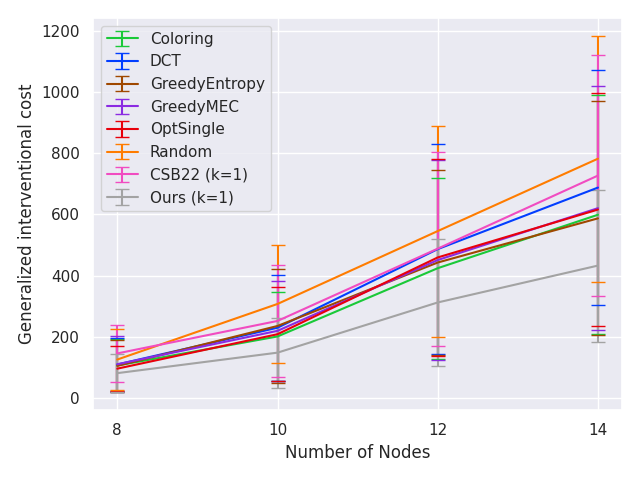 1200
1000
800
600
400
200
0
Generalized interventional cost
Coloring
DCT
GreedyEntropy
GreedyMEC
OptSingle
Random
CSB22 (k=1)
Ours (k=1)
8 10 12 14
Number of Nodes